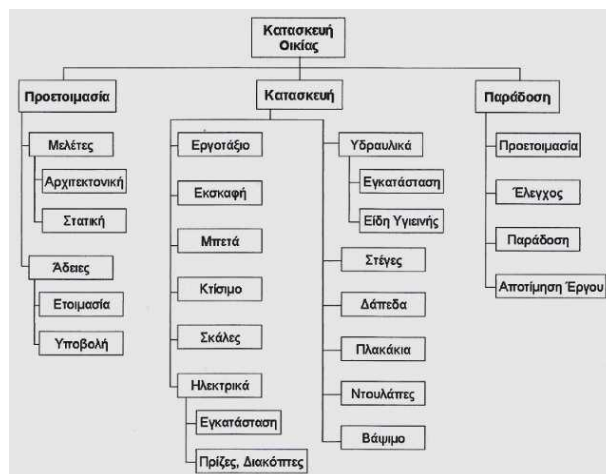 Κατασκευή
Οικίας
Προετοιμασία
Κατασκευή
Παράδοση
Μελέτες
Αρχιτεκτονική
Στατική
Άδειες
Ετοιμασία
Υποβολή
Εργοτάξιο
Εκσκαφή
Μπετά
Κτίσιμο
Σκάλες
Ηλεκτρικά
Εγκατάσταση
Πρίζες, Διακόπτες
Υδραυλικά
Εγκατάσταση
Είδη Υγιεινής
Στέγες
Δάπεδα
Πλακάκια
Ντουλάπες
Βάψιμο
Προετοιμασία
Έλεγχος
Παράδοση
Αποτίμηση Έργου